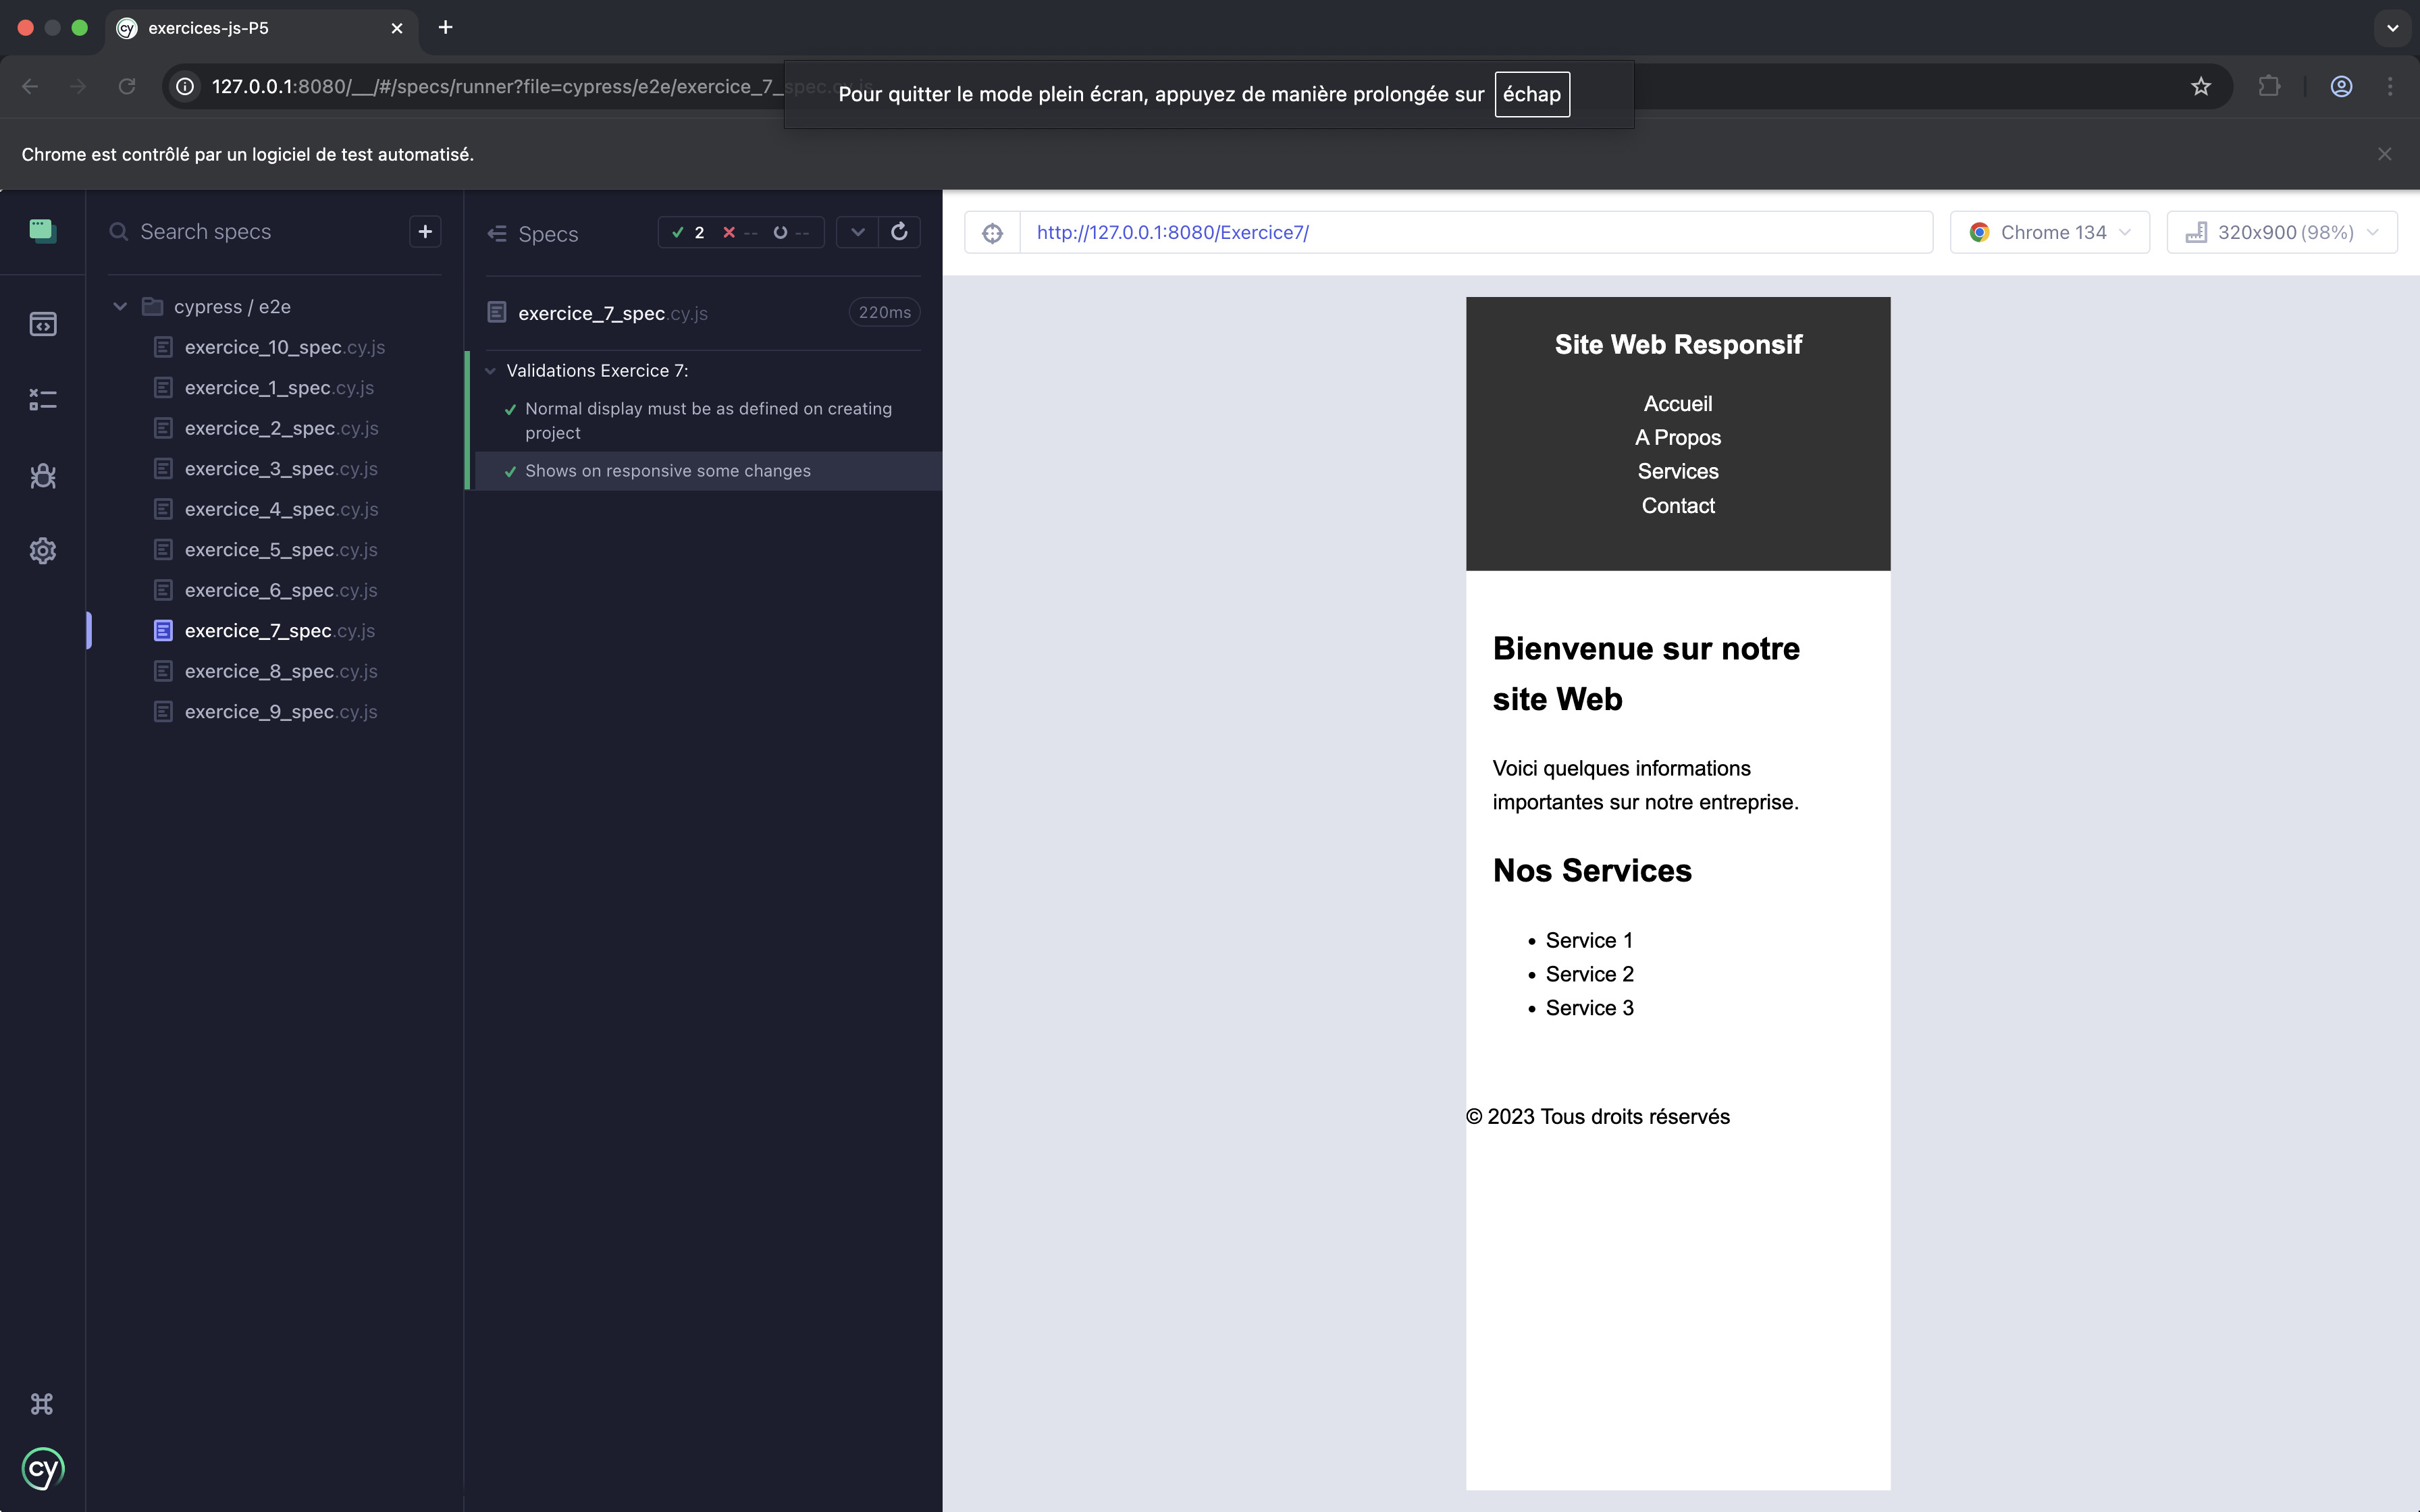 exercices-js-P5
127.0.0.1:8080/__/#/specs/runner?file=cypress/e2e/exercice_7_spec.cy.js
Pour quitter le mode plein écran, appuyez de manière prolongée sur échap
Chrome est contrôlé par un logiciel de test automatisé.
Search specs
+
cypress / e2e
exercice_10_spec.cy.js
exercice_1_spec.cy.js
exercice_2_spec.cy.js
exercice_3_spec.cy.js
exercice_4_spec.cy.js
exercice_5_spec.cy.js
exercice_6_spec.cy.js
exercice_7_spec.cy.js
exercice_8_spec.cy.js
exercice_9_spec.cy.js
cy
Specs
2 -- --
exercice_7_spec.cy.js 220ms
Validations Exercice 7:
Normal display must be as defined on creating
project
Shows on responsive some changes
http://127.0.0.1:8080/Exercice7/
Chrome 134
320x900 (98%)
Site Web Responsif
Accueil
A Propos
Services
Contact
Bienvenue sur notre
site Web
Voici quelques informations
importantes sur notre entreprise.
Nos Services
• Service 1
• Service 2
• Service 3
© 2023 Tous droits réservés